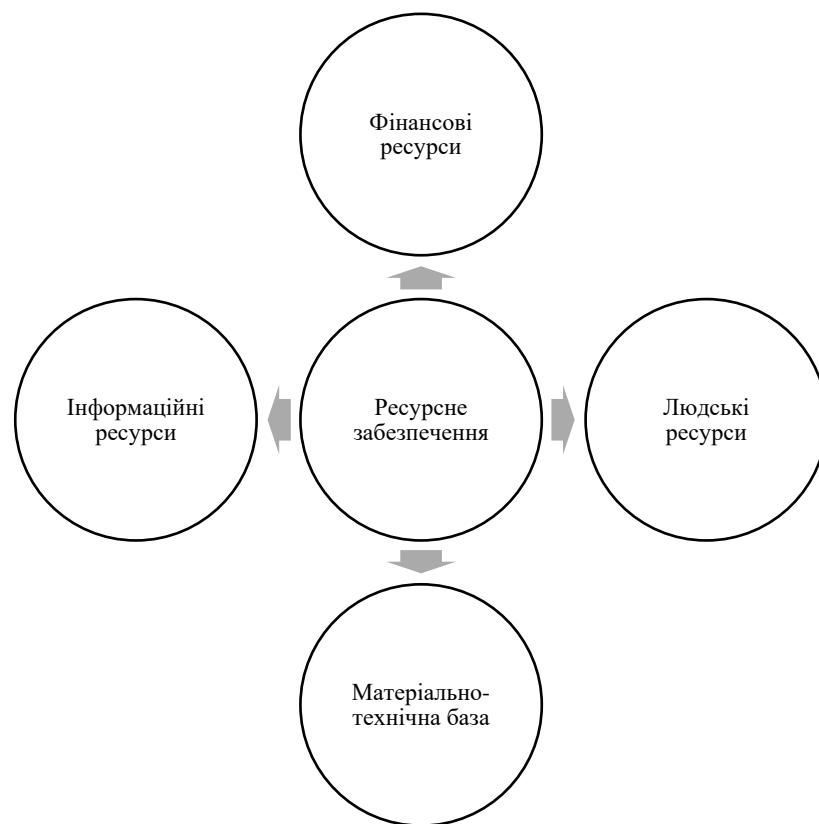 Фінансові
ресурси
Інформаційні
ресурси
Ресурсне
забезпечення
Людські
ресурси
Матеріально-
технічна база